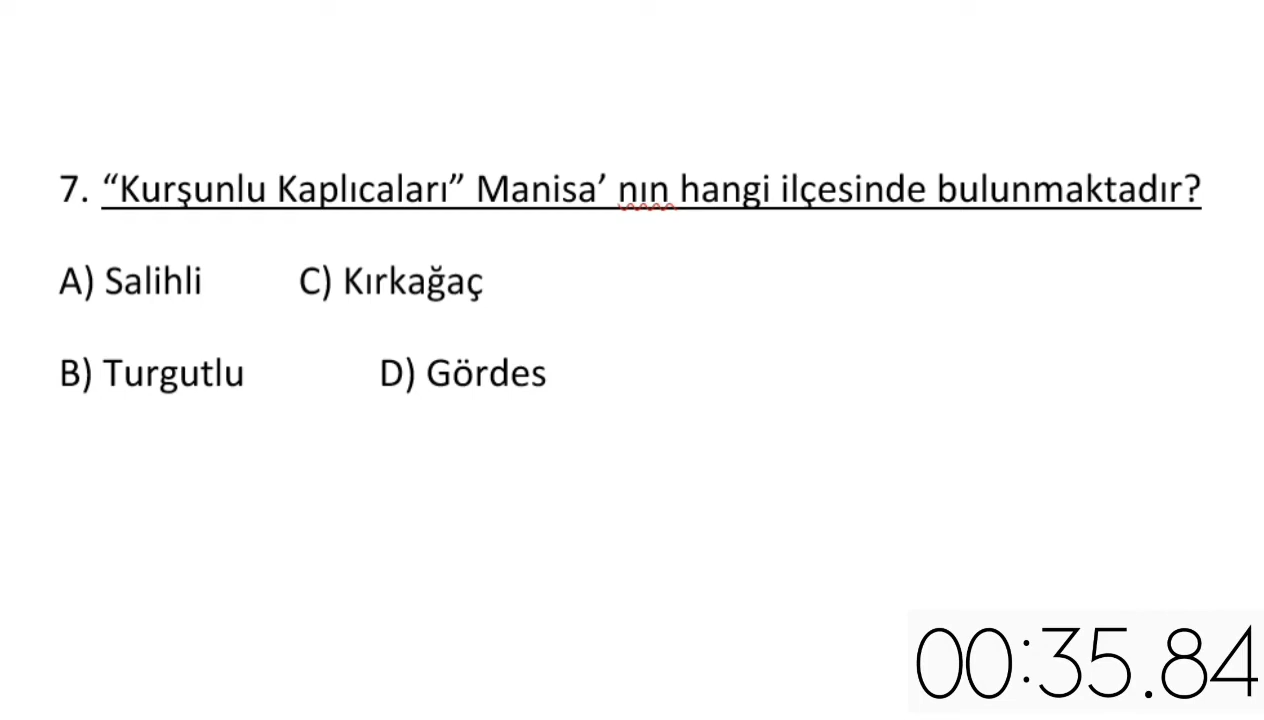 7. “Kurşunlu Kaplıcaları” Manisa’ nın hangi ilçesinde bulunmaktadır?
A) Salihli C) Kırkağaç
B) Turgutlu D) Gördes
00:35.84